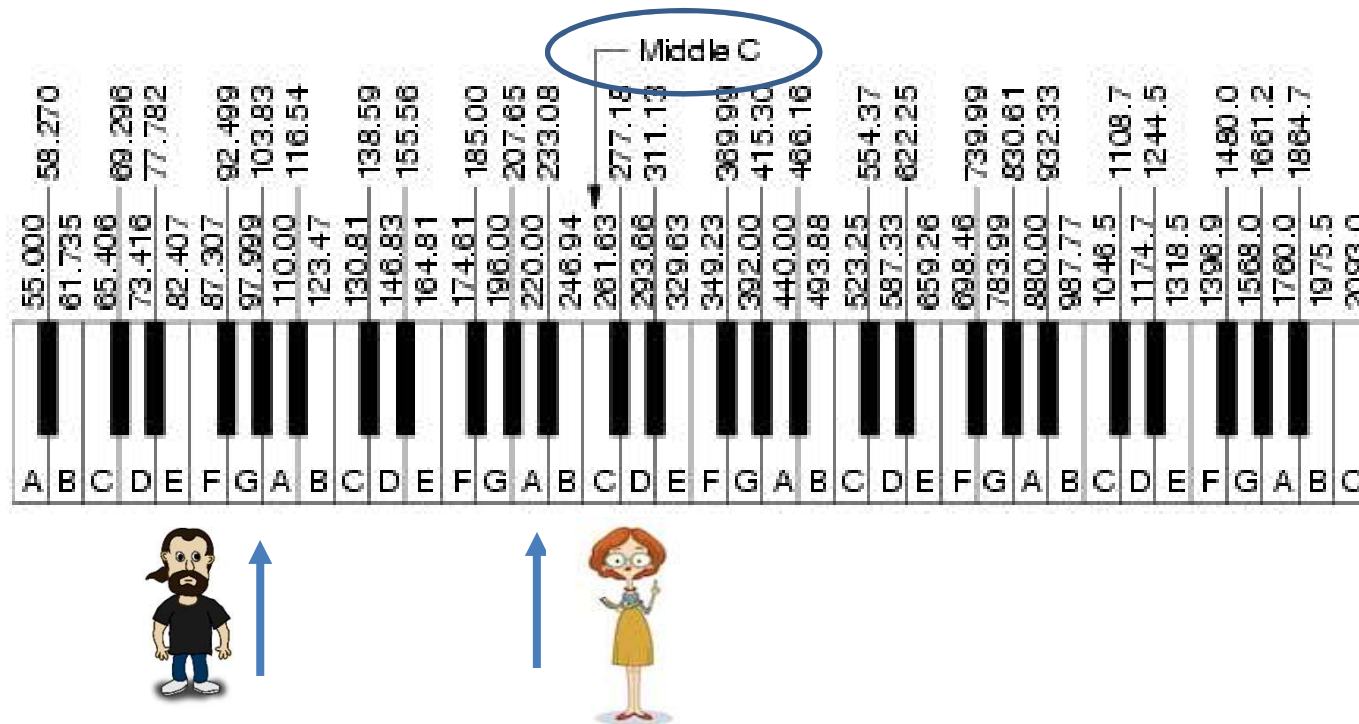 Middle C
58.270 69.296 77.782 92.499 103.83 116.54 138.59 155.56 185.00 207.65 233.08 277.18 311.13 369.99 415.30 466.16 554.37 622.25 739.99 830.61 932.33 1108.7 1244.5 1480.0 1661.2 1864.7
55.000 61.735 65.406 73.416 82.407 87.307 97.999 110.00 123.47 130.81 146.83 164.81 174.61 196.00 220.00 246.94 261.63 293.66 329.63 349.23 392.00 440.00 493.88 523.25 587.33 659.26 698.46 783.99 880.00 987.77 1046.5 1174.7 1318.5 1396.9 1568.0 1760.0 1975.5
A B C D E F G A B C D E F G A B C D E F G A B C D E F G A B C D E F G A B C